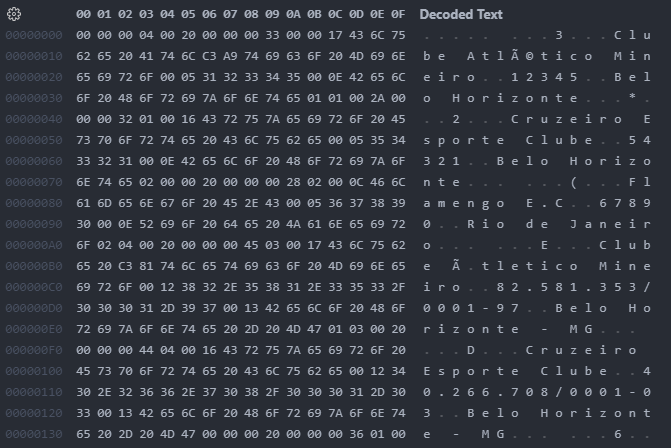 00 01 02 03 04 05 06 07 08 09 0A 0B 0C 0D 0E 0F Decoded Text
00000000 00 00 00 04 00 20 00 00 00 33 00 00 17 43 6C 75 . . . . .   . . . 3 . . . C l u
00000010 62 65 20 41 74 6C C3 A9 74 69 63 6F 20 4D 69 6E b e   A t l Ã © t i c o   M i n
00000020 65 69 72 6F 00 05 31 32 33 34 35 00 0E 42 65 6C e i r o . . 1 2 3 4 5 . . B e l
00000030 6F 20 48 6F 72 69 7A 6F 6E 74 65 01 01 00 2A 00 o   H o r i z o n t e . . . * .
00000040 00 00 32 01 00 16 43 72 75 7A 65 69 72 6F 20 45 . . 2 . . . C r u z e i r o   E
00000050 73 70 6F 72 74 65 20 43 6C 75 62 65 00 05 35 34 s p o r t e   C l u b e . . 5 4
00000060 33 32 31 00 0E 42 65 6C 6F 20 48 6F 72 69 7A 6F 3 2 1 . . B e l o   H o r i z o
00000070 6E 74 65 02 00 00 20 00 00 00 28 02 00 0C 46 6C n t e . . .   . . . ( . . . F l
00000080 61 6D 65 6E 67 6F 20 45 2E 43 00 05 36 37 38 39 a m e n g o   E . C . . 6 7 8 9
00000090 30 00 0E 52 69 6F 20 64 65 20 4A 61 6E 65 69 72 0 . . R i o   d e   J a n e i r
000000A0 6F 02 04 00 20 00 00 00 45 03 00 17 43 6C 75 62 o . . .   . . . E . . . C l u b
000000B0 65 20 C3 81 74 6C 65 74 69 63 6F 20 4D 69 6E 65 e   Ã . t l e t i c o   M i n e
000000C0 69 72 6F 00 12 38 32 2E 35 38 31 2E 33 35 33 2F i r o . . 8 2 . 5 8 1 . 3 5 3 /
000000D0 30 30 30 31 2D 39 37 00 13 42 65 6C 6F 20 48 6F 0 0 0 1 - 9 7 . . B e l o   H o
000000E0 72 69 7A 6F 6E 74 65 20 2D 20 4D 47 01 03 00 20 r i z o n t e   -   M G . . .
000000F0 00 00 00 44 04 00 16 43 72 75 7A 65 69 72 6F 20 . . . D . . . C r u z e i r o
00000100 45 73 70 6F 72 74 65 20 43 6C 75 62 65 00 12 34 E s p o r t e   C l u b e . . 4
00000110 30 2E 32 36 36 2E 37 30 38 2F 30 30 30 31 2D 30 0 . 2 6 6 . 7 0 8 / 0 0 0 1 - 0
00000120 33 00 13 42 65 6C 6F 20 48 6F 72 69 7A 6F 6E 74 3 . . B e l o   H o r i z o n t
00000130 65 20 2D 20 4D 47 00 00 00 20 00 00 00 36 01 00 e   -   M G . . .   . . . 6 . .